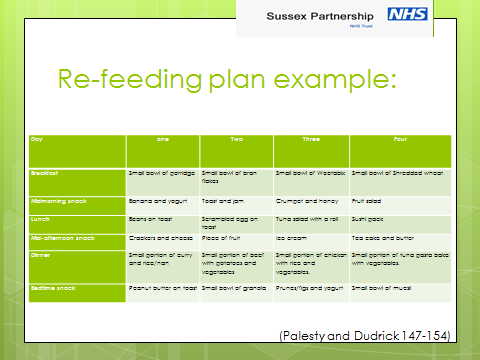 Sussex Partnership NHS
NHS Trust
Re-feeding plan example:
Day one Two Three Four
Breakfast Small bowl of porridge Small bowl of bran flakes Small bowl of Weetabix Small bowl of Shredded wheat
Midmorning snack Banana and yogurt Toast and jam Crumpet and honey Fruit salad
Lunch Beans on toast Scrambled egg on toast Tuna salad with a roll Sushi pack
Mid-afternoon snack Crackers and cheese Piece of fruit Ice cream Tea cake and butter
Dinner Small portion of curry and rice/nan Small portion of beef with potatoes and vegetables Small portion of chicken with rice and vegetables. Small portion of tuna pasta bake with vegetables.
Bedtime snack Peanut butter on toast Small bowl of granola Prunes/figs and yogurt Small bowl of muesli
(Palesty and Dudrick 147-154)